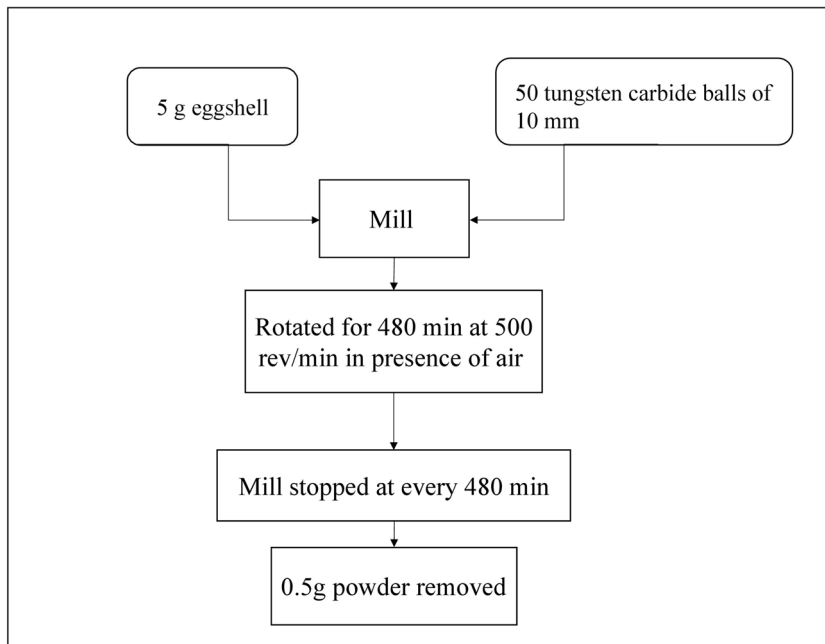 5 g eggshell
50 tungsten carbide balls of
10 mm
Mill
Rotated for 480 min at 500
rev/min in presence of air
Mill stopped at every 480 min
0.5g powder removed